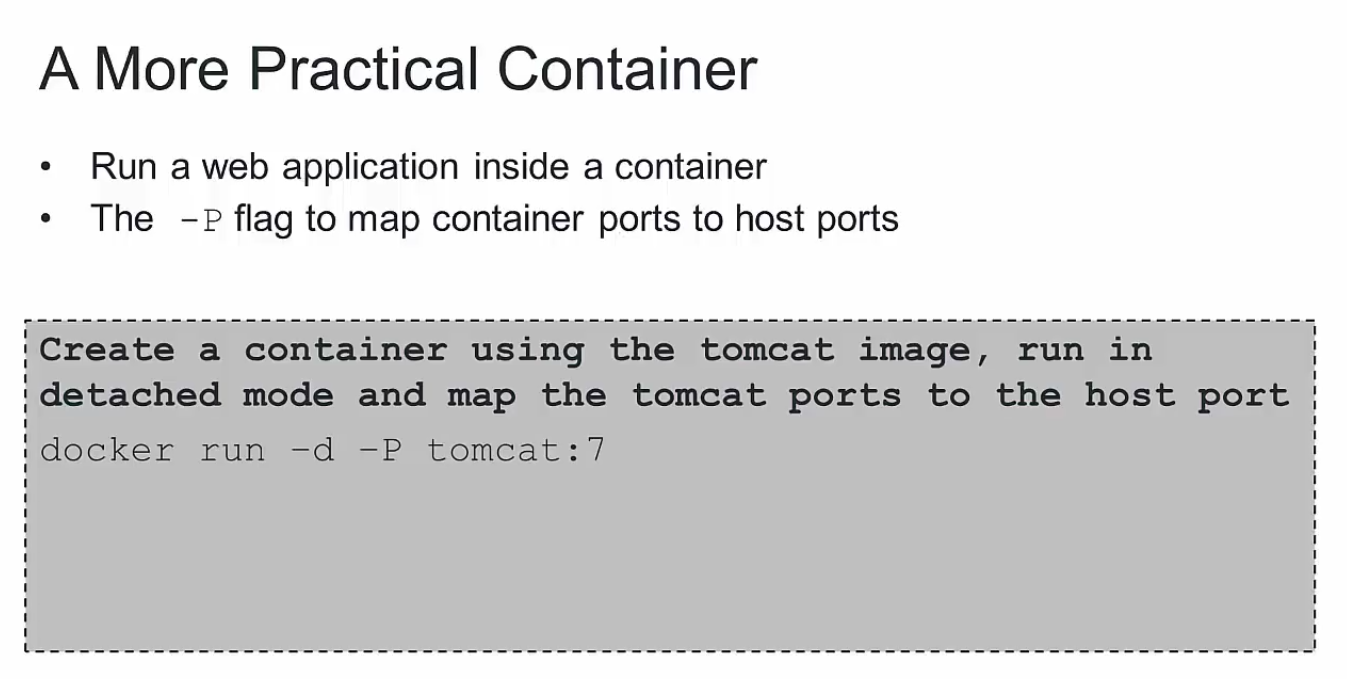 A More Practical Container
• Run a web application inside a container
• The -P flag to map container ports to host ports
Create a container using the tomcat image, run in
detached mode and map the tomcat ports to the host port
docker run -d -P tomcat:7